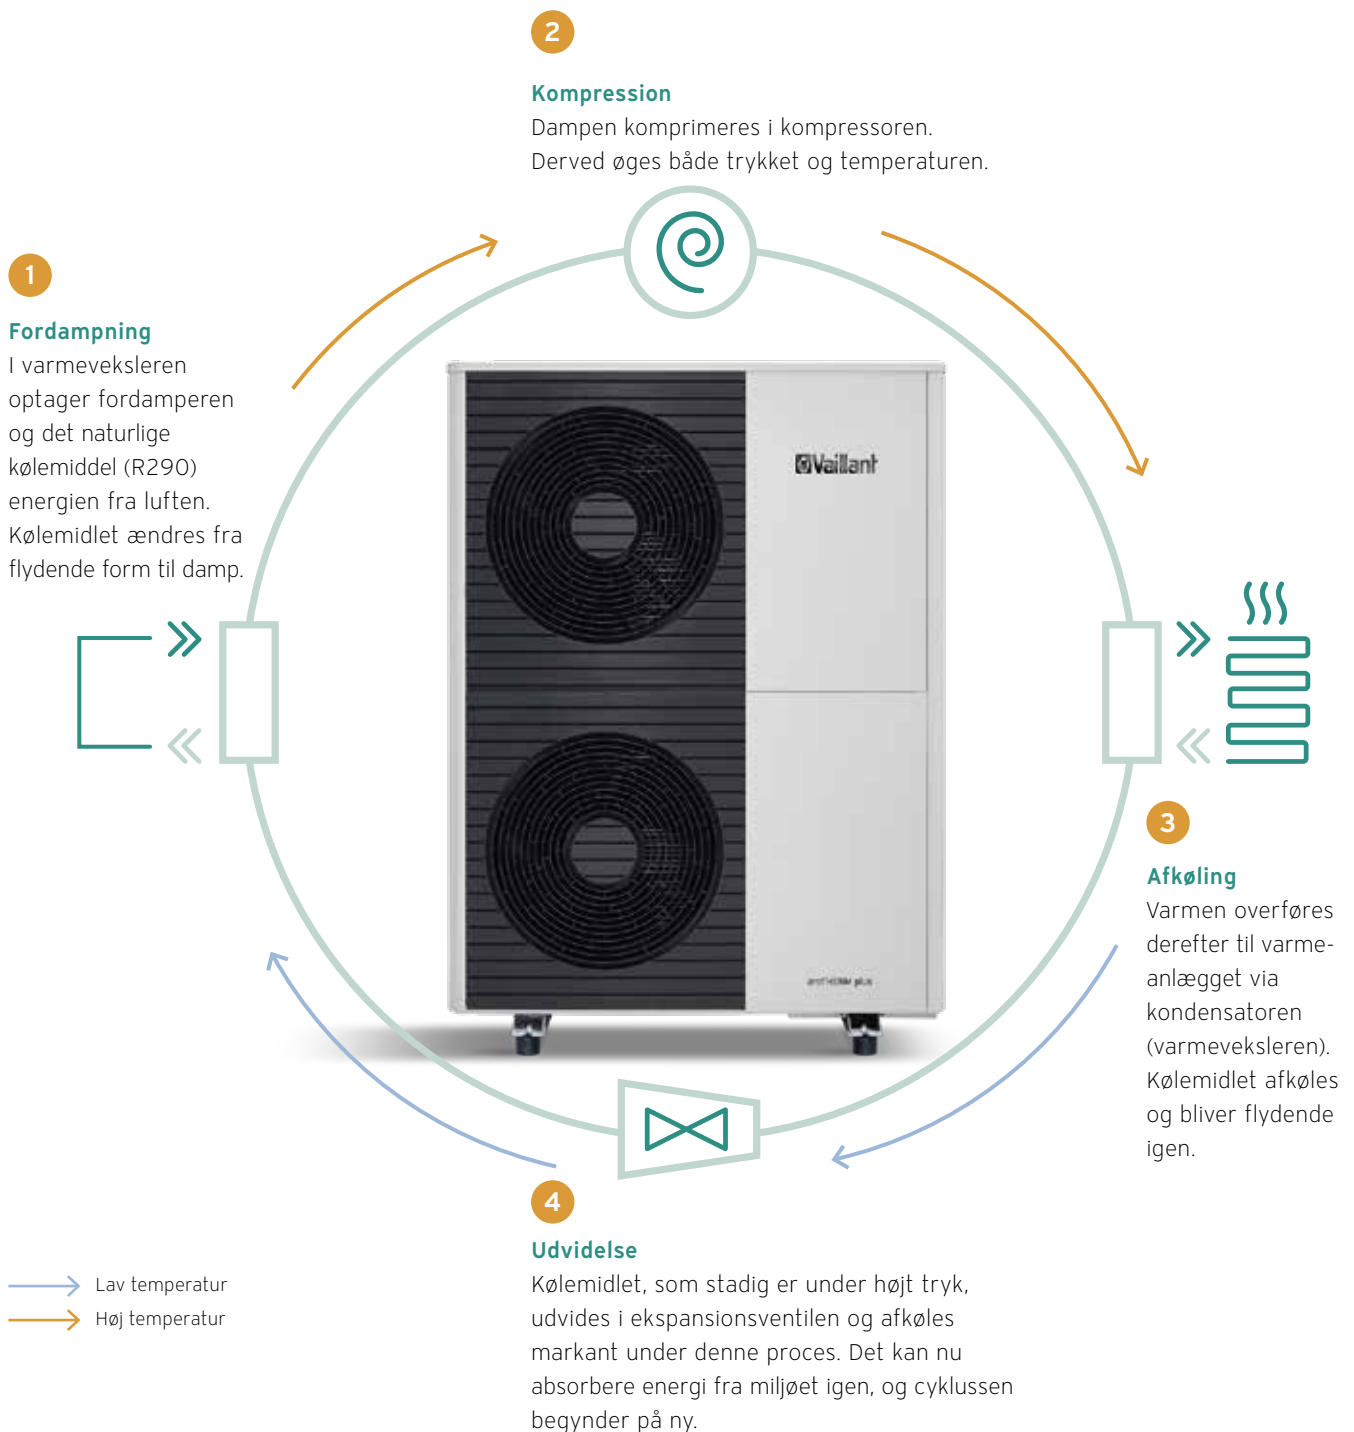 2
Kompression
Dampen komprimeres i kompressoren.
Derved øges både trykket og temperaturen.
1
Fordampning
I varmeveksleren
optager fordamperen
og det naturlige
kølemiddel (R290)
energien fra luften.
Kølemidlet ændres fra
flydende form til damp.
Vaillant
plus
3
Afkøling
Varmen overføres
derefter til varme-
anlægget via
kondensatoren
(varmeveksleren).
Kølemidlet afkøles
og bliver flydende
igen.
4
Udvidelse
Kølemidlet, som stadig er under højt tryk,
udvides i ekspansionsventilen og afkøles
markant under denne proces. Det kan nu
absorbere energi fra miljøet igen, og cyklussen
begynder på ny.
Lav temperatur
Høj temperatur